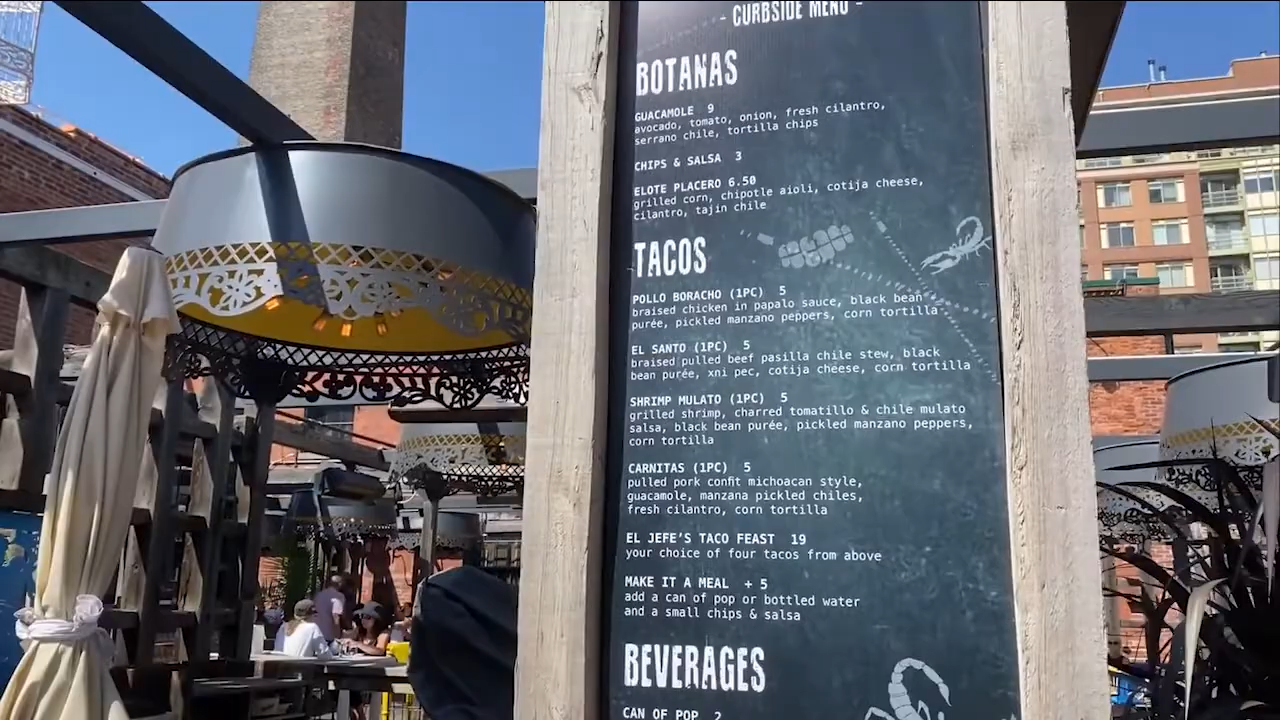 - CURBSIDE MENU -
BOTANAS
GUACAMOLE 9
avocado, tomato, onion, fresh cilantro,
serrano chile, tortilla chips
CHIPS & SALSA 3
ELOTE PLACERO 6.50
grilled corn, chipotle aioli, cotija cheese,
cilantro, tajin chile
TACOS
POLLO BORACHO (1PC) 5
braised chicken in papalo sauce, black bean
purée, pickled manzano peppers, corn tortilla
EL SANTO (1PC) 5
braised pulled beef pasilla chile stew, black
bean purée, xni pec, cotija cheese, corn tortilla
SHRIMP MULATO (1PC) 5
grilled shrimp, charred tomatillo & chile mulato
salsa, black bean purée, pickled manzano peppers,
corn tortilla
CARNITAS (1PC) 5
pulled pork confit michoacan style,
guacamole, manzana pickled chiles,
fresh cilantro, corn tortilla
EL JEFE'S TACO FEAST 19
your choice of four tacos from above
MAKE IT A MEAL + 5
add a can of pop or bottled water
and a small chips & salsa
BEVERAGES
CAN OF POP 2